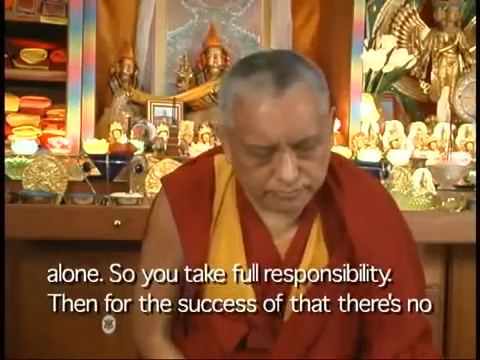 alone. So you take full responsibility.
Then for the success of that there's no